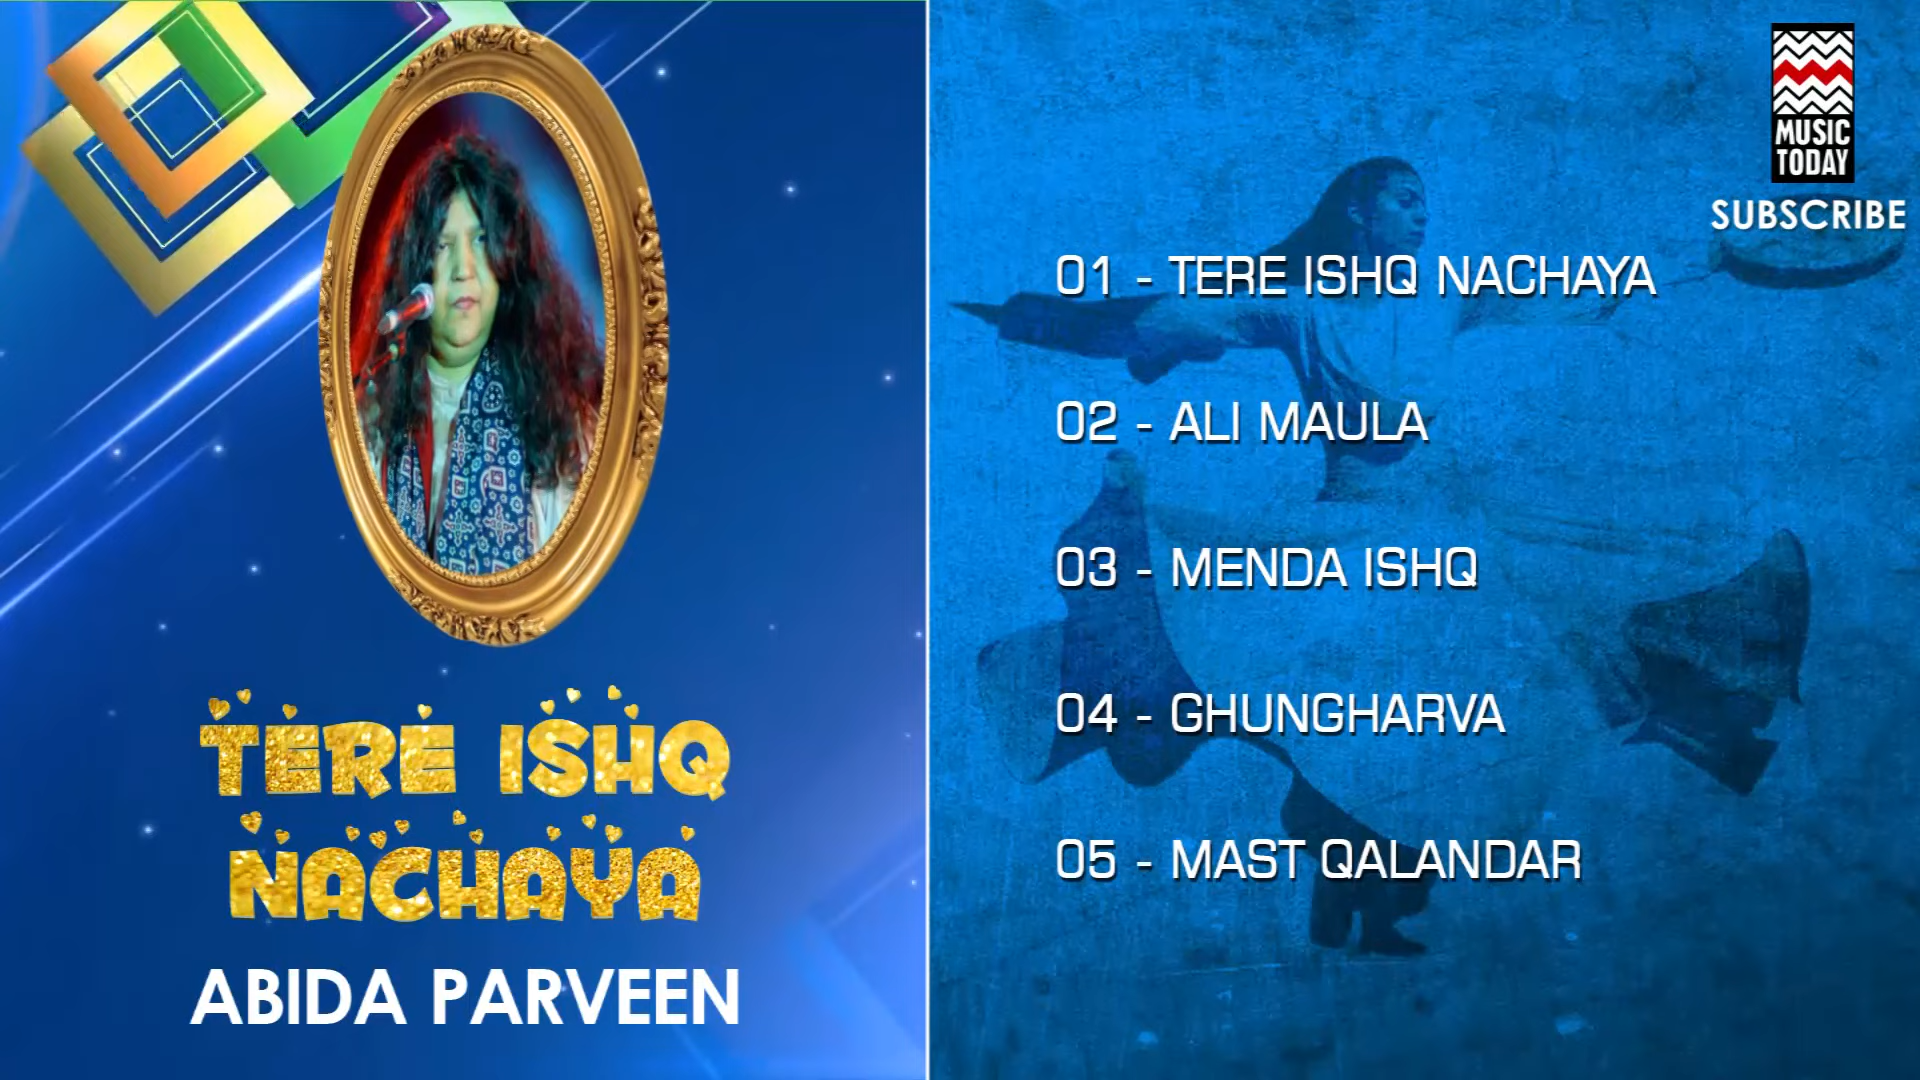 TERE ISHQ
NACHAYA
ABIDA PARVEEN
MUSIC
TODAY
SUBSCRIBE
01 - TERE ISHQ NACHAYA
02 - ALI MAULA
03 - MENDA ISHQ
04 - GHUNGHARVA
05 - MAST QALANDAR